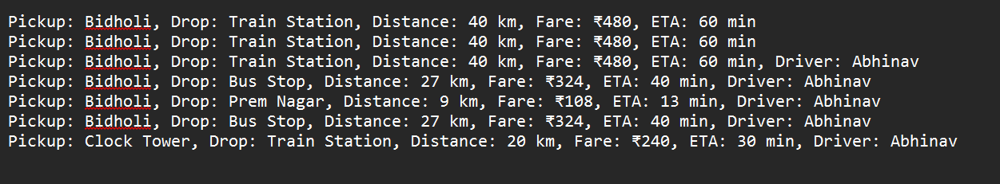 Pickup: Bidholi, Drop: Train Station, Distance: 40 km, Fare: ₹480, ETA: 60 min
Pickup: Bidholi, Drop: Train Station, Distance: 40 km, Fare: ₹480, ETA: 60 min
Pickup: Bidholi, Drop: Train Station, Distance: 40 km, Fare: ₹480, ETA: 60 min, Driver: Abhinav
Pickup: Bidholi, Drop: Bus Stop, Distance: 27 km, Fare: ₹324, ETA: 40 min, Driver: Abhinav
Pickup: Bidholi, Drop: Prem Nagar, Distance: 9 km, Fare: ₹108, ETA: 13 min, Driver: Abhinav
Pickup: Bidholi, Drop: Bus Stop, Distance: 27 km, Fare: ₹324, ETA: 40 min, Driver: Abhinav
Pickup: Clock Tower, Drop: Train Station, Distance: 20 km, Fare: ₹240, ETA: 30 min, Driver: Abhinav